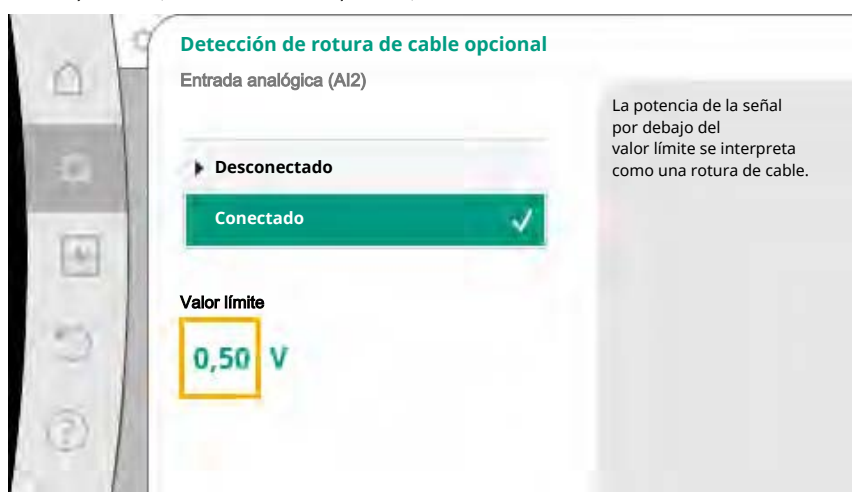 Detección de rotura de cable opcional
Entrada analógica (AI2)
Desconectado
Conectado
Valor límite
0,50 V
La potencia de la señal
por debajo del
valor límite se interpreta
como una rotura de cable.